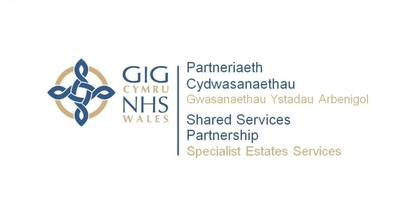 GIG
CYMRU
NHS
WALES
Partneriaeth
Cydwasanaethau
Gwasanaethau Ystadau Arbenigol
Shared Services
Partnership
Specialist Estates Services